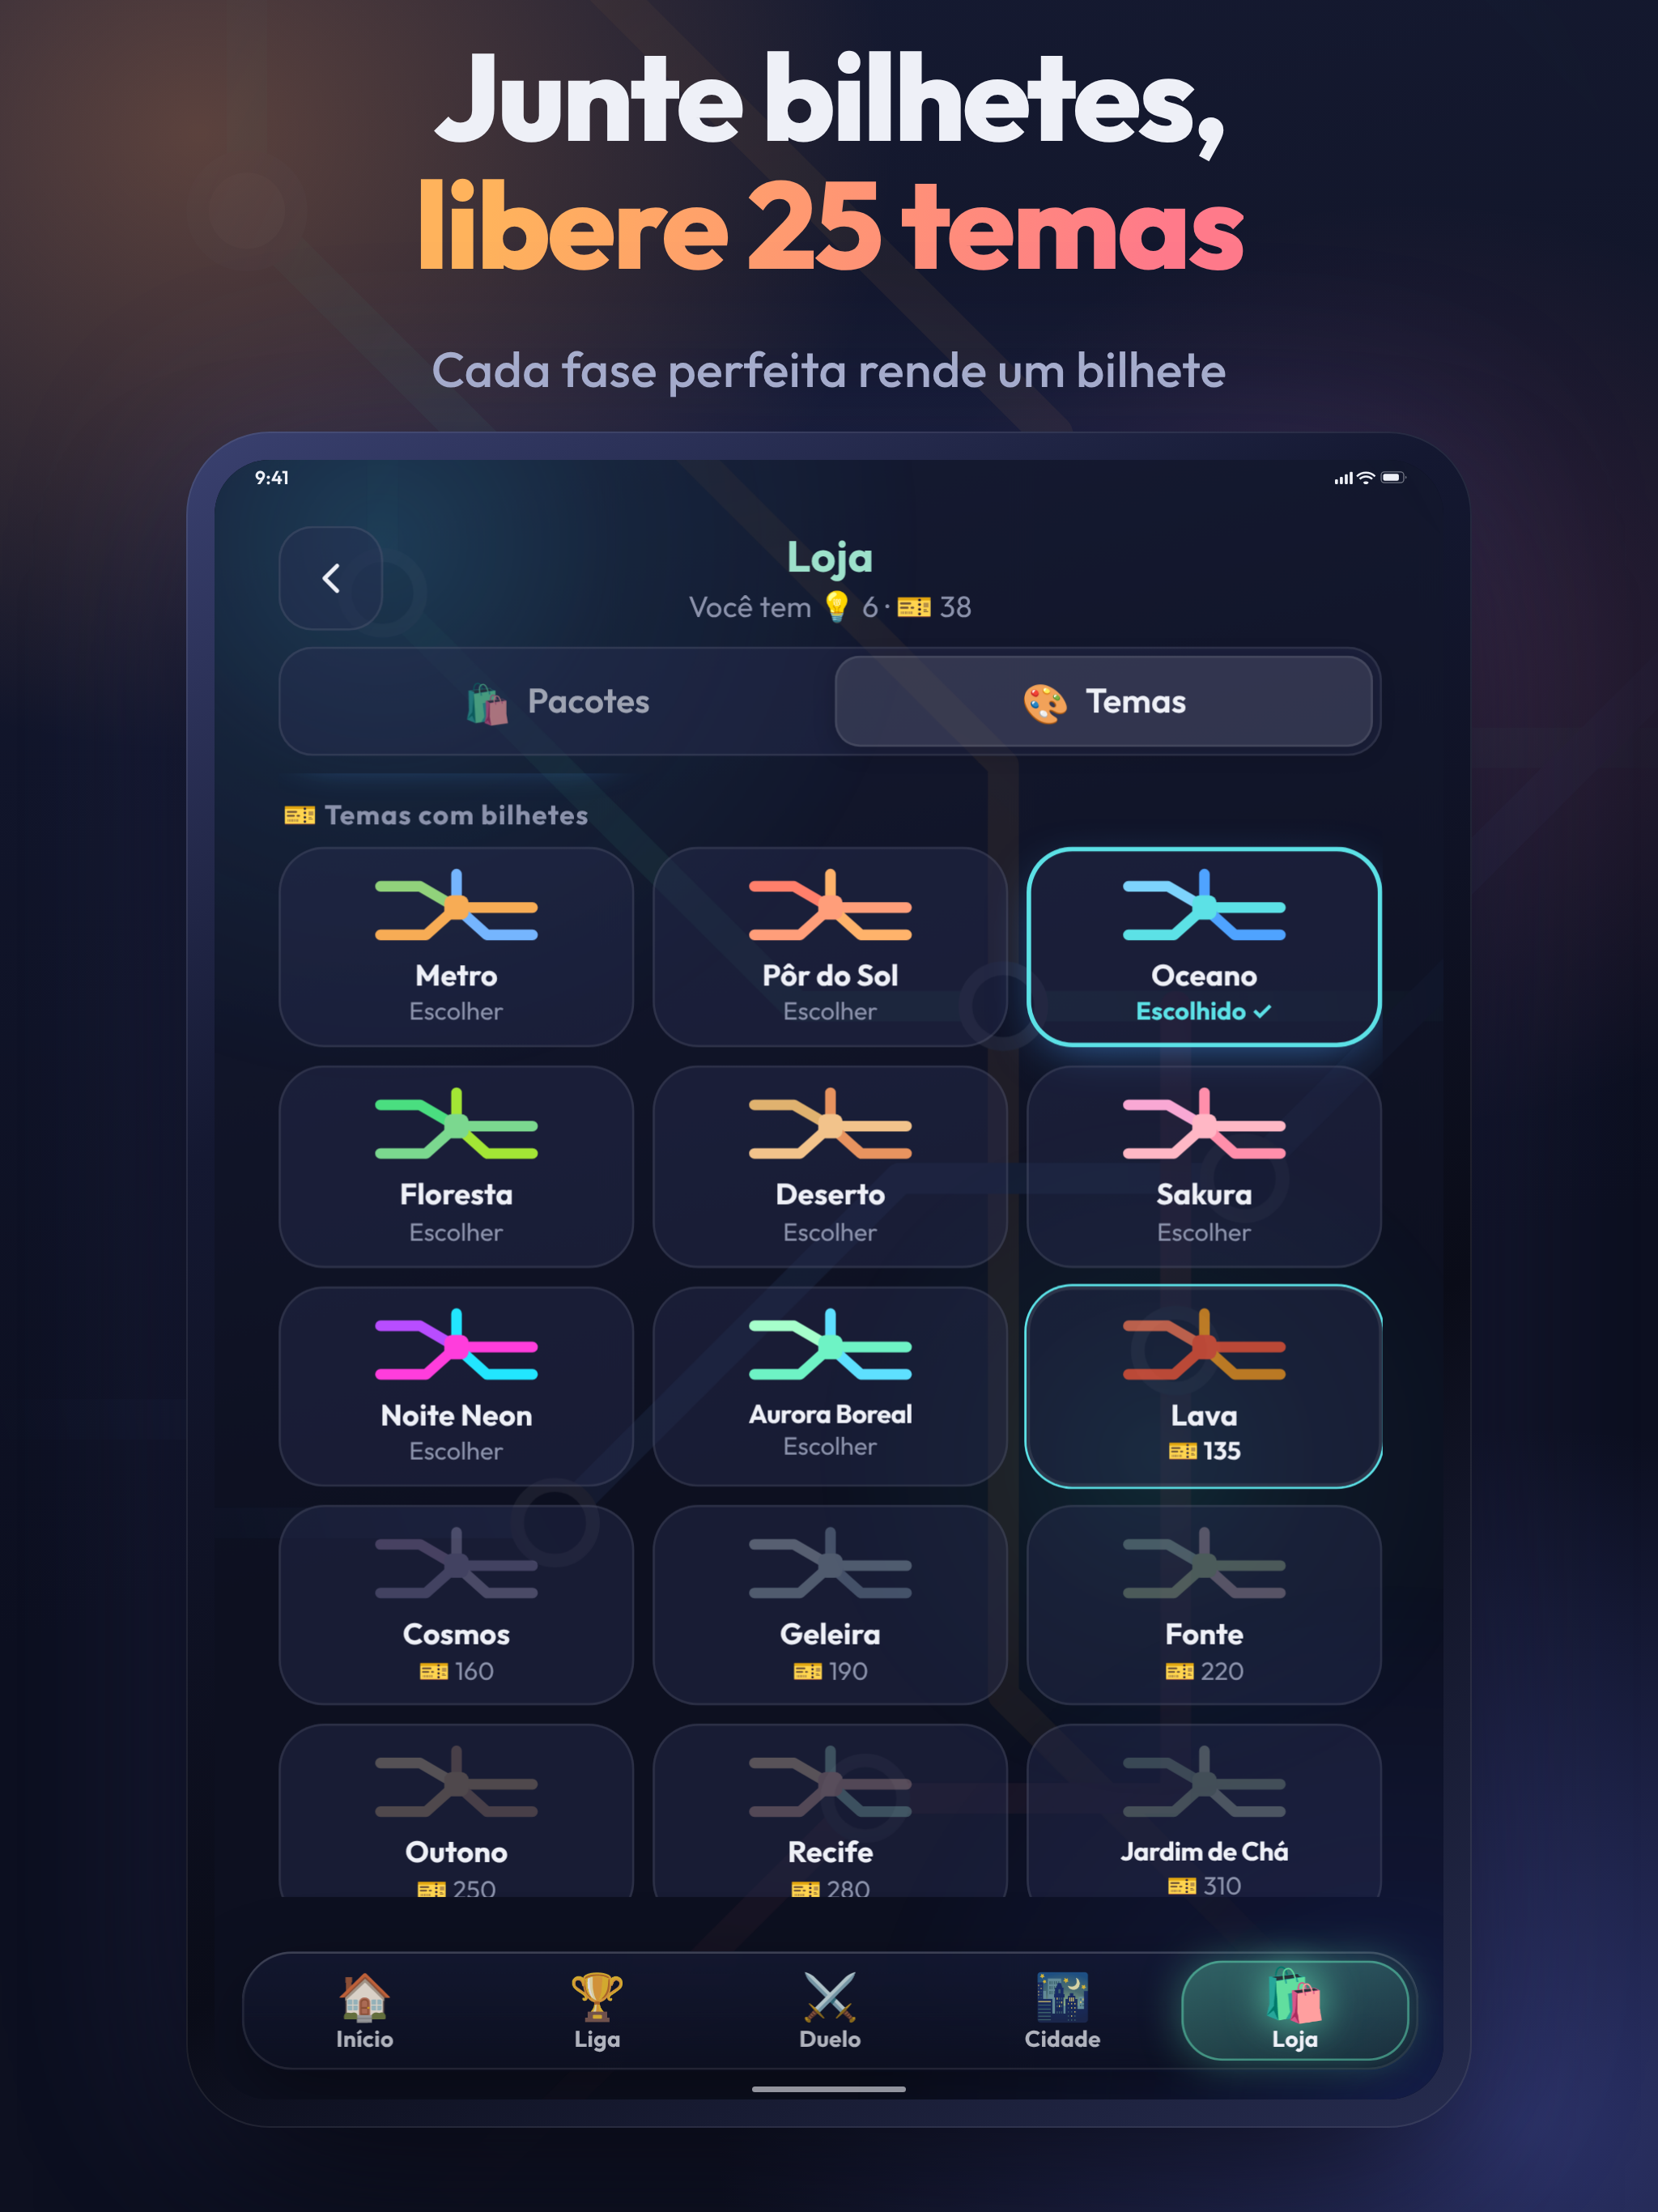 Junte bilhetes,
libere 25 temas
Cada fase perfeita rende um bilhete
9:41
Loja
Você tem 💡 6 · 🎫 38
🛍️ Pacotes
🎨 Temas
🎫 Temas com bilhetes
Metro
Escolher
Pôr do Sol
Escolher
Oceano
Escolhido ✓
Floresta
Escolher
Deserto
Escolher
Sakura
Escolher
Noite Neon
Escolher
Aurora Boreal
Escolher
Lava
🎫 135
Cosmos
🎫 160
Geleira
🎫 190
Fonte
🎫 220
Outono
🎫 250
Recife
🎫 280
Jardim de Chá
🎫 310
Início
Liga
Duelo
Cidade
Loja